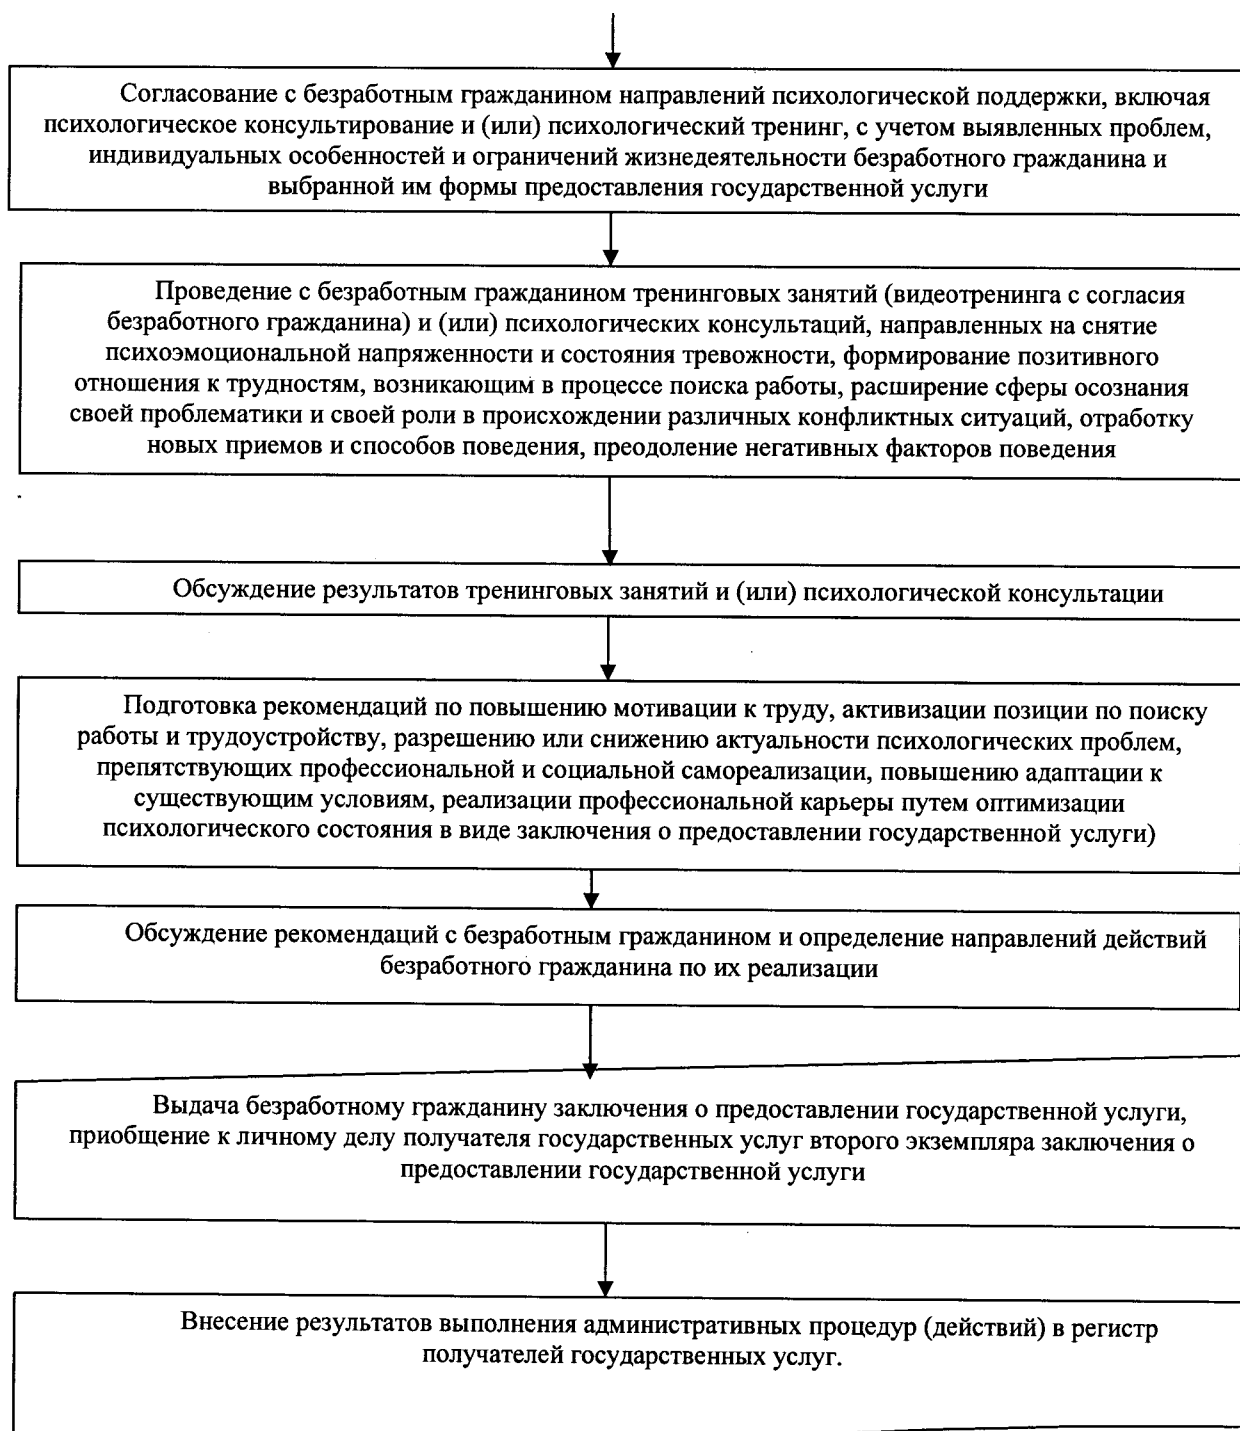 Согласование с безработным гражданином направлений психологической поддержки, включая
психологическое консультирование и (или) психологический тренинг, с учетом выявленных проблем,
индивидуальных особенностей и ограничений жизнедеятельности безработного гражданина и
выбранной им формы предоставления государственной услуги
Проведение с безработным гражданином тренинговых занятий (видеотренинга с согласия
безработного гражданина) и (или) психологических консультаций, направленных на снятие
психоэмоциональной напряженности и состояния тревожности, формирование позитивного
отношения к трудностям, возникающим в процессе поиска работы, расширение сферы осознания
своей проблематики и своей роли в происхождении различных конфликтных ситуаций, отработку
новых приемов и способов поведения, преодоление негативных факторов поведения
Обсуждение результатов тренинговых занятий и (или) психологической консультации
Подготовка рекомендаций по повышению мотивации к труду, активизации позиции по поиску
работы и трудоустройству, разрешению или снижению актуальности психологических проблем,
препятствующих профессиональной и социальной самореализации, повышению адаптации к
существующим условиям, реализации профессиональной карьеры путем оптимизации
психологического состояния в виде заключения о предоставлении государственной услуги)
Обсуждение рекомендаций с безработным гражданином и определение направлений действий
безработного гражданина по их реализации
Выдача безработному гражданину заключения о предоставлении государственной услуги,
приобщение к личному делу получателя государственных услуг второго экземпляра заключения о
предоставлении государственной услуги
Внесение результатов выполнения административных процедур (действий) в регистр
получателей государственных услуг.